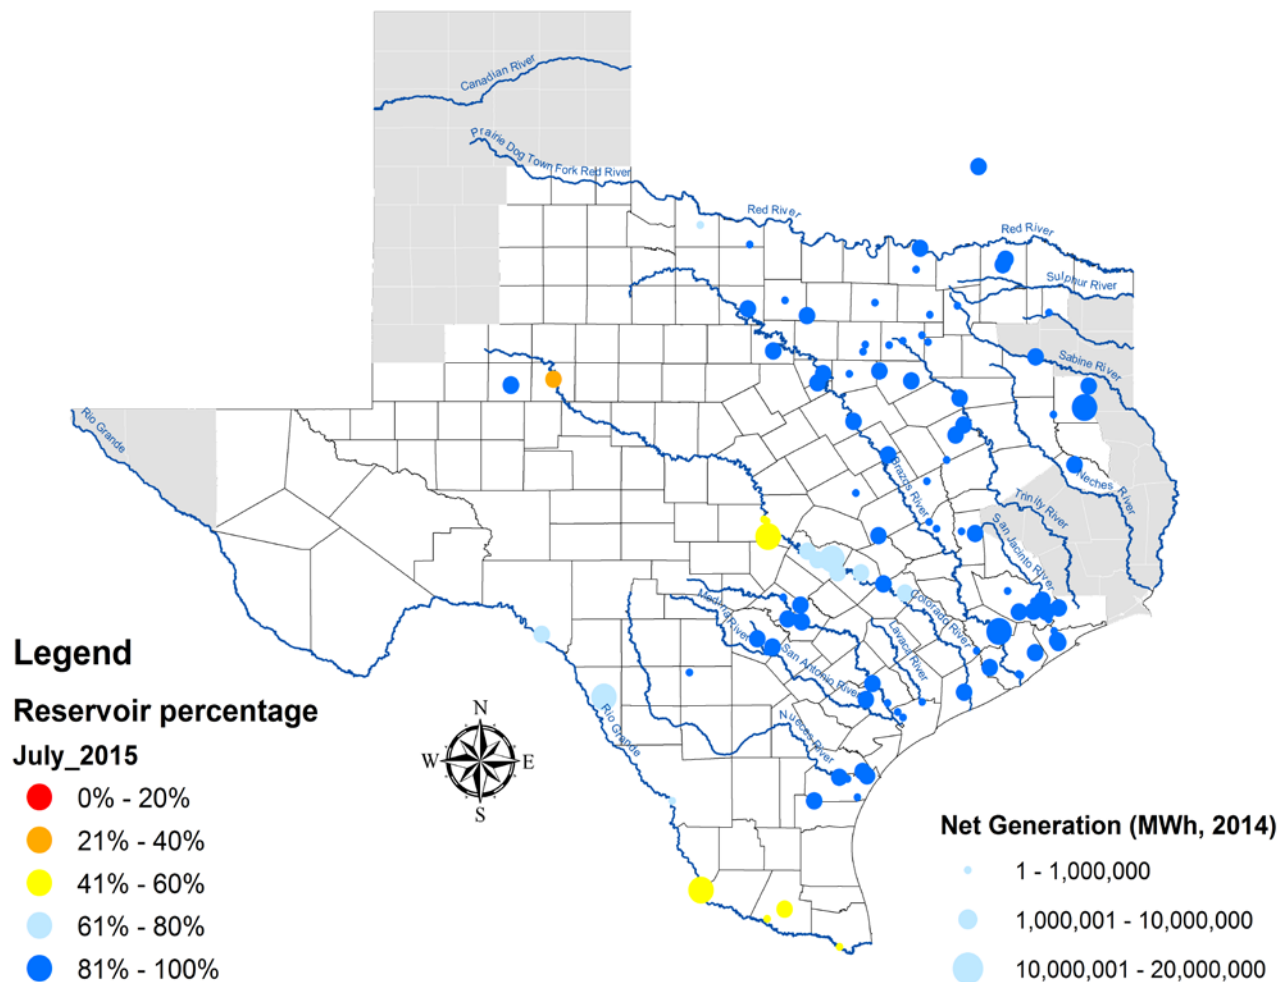 Canadian River
Prairie Dog Town Fork Red River
Red River
Red River
Sulphur River
Sabine River
Rio Grande
Brazos River
Neches River
Trinity River
San Jacinto River
Colorado River
Medina River
Lavaca River
San Antonio River
Nueces River
Rio Grande
Legend
Reservoir percentage
July_2015
0% - 20%
21% - 40%
41% - 60%
61% - 80%
81% - 100%
N
W E
S
Net Generation (MWh, 2014)
1 - 1,000,000
1,000,001 - 10,000,000
10,000,001 - 20,000,000